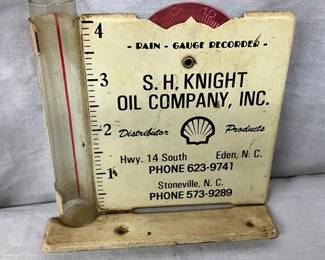 10
- RAIN - GAUGE RECORDER -
S. H. KNIGHT
OIL COMPANY, INC.
Distributor Products
Hwy. 14 South Eden, N. C.
PHONE 623-9741
Stoneville, N. C.
PHONE 573-9289
4
3
2
1